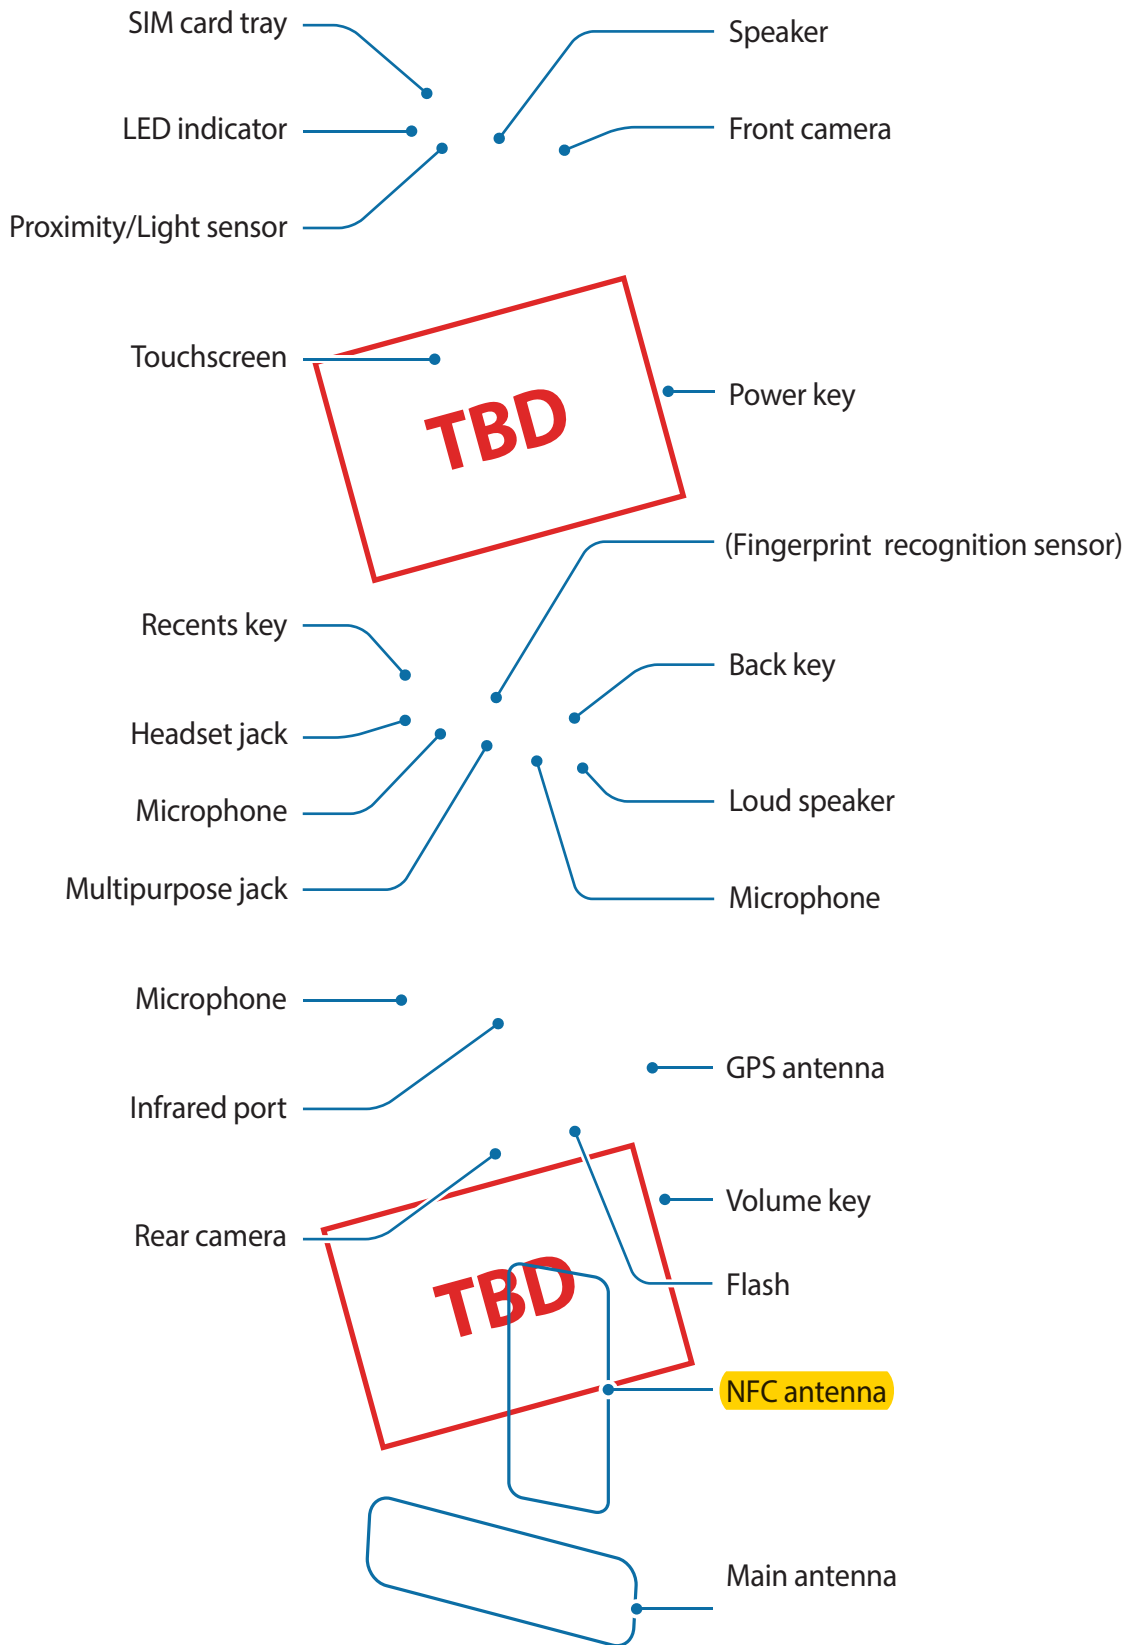 SIM card tray
Speaker
LED indicator
Front camera
Proximity/Light sensor
Touchscreen
TBD
Power key
(Fingerprint recognition sensor)
Recents key
Back key
Headset jack
Microphone
Loud speaker
Multipurpose jack
Microphone
Microphone
GPS antenna
Infrared port
Volume key
Rear camera
TBD
Flash
NFC antenna
Main antenna